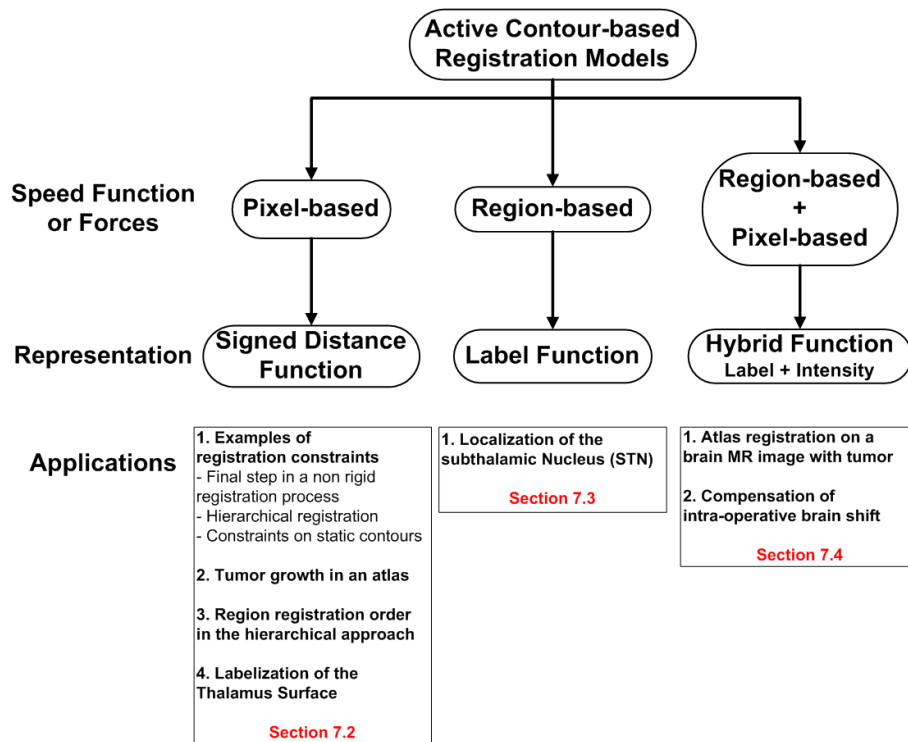 Active Contour-based
Registration Models
Speed Function
or Forces
Pixel-based
Region-based
Region-based
+
Pixel-based
Representation
Signed Distance
Function
Label Function
Hybrid Function
Label + Intensity
Applications
1. Examples of
registration constraints
- Final step in a non rigid
registration process
- Hierarchical registration
- Constraints on static contours
2. Tumor growth in an atlas
3. Region registration order
in the hierarchical approach
4. Labelization of the
Thalamus Surface
Section 7.2
1. Localization of the
subthalamic Nucleus (STN)
Section 7.3
1. Atlas registration on a
brain MR image with tumor
2. Compensation of
intra-operative brain shift
Section 7.4